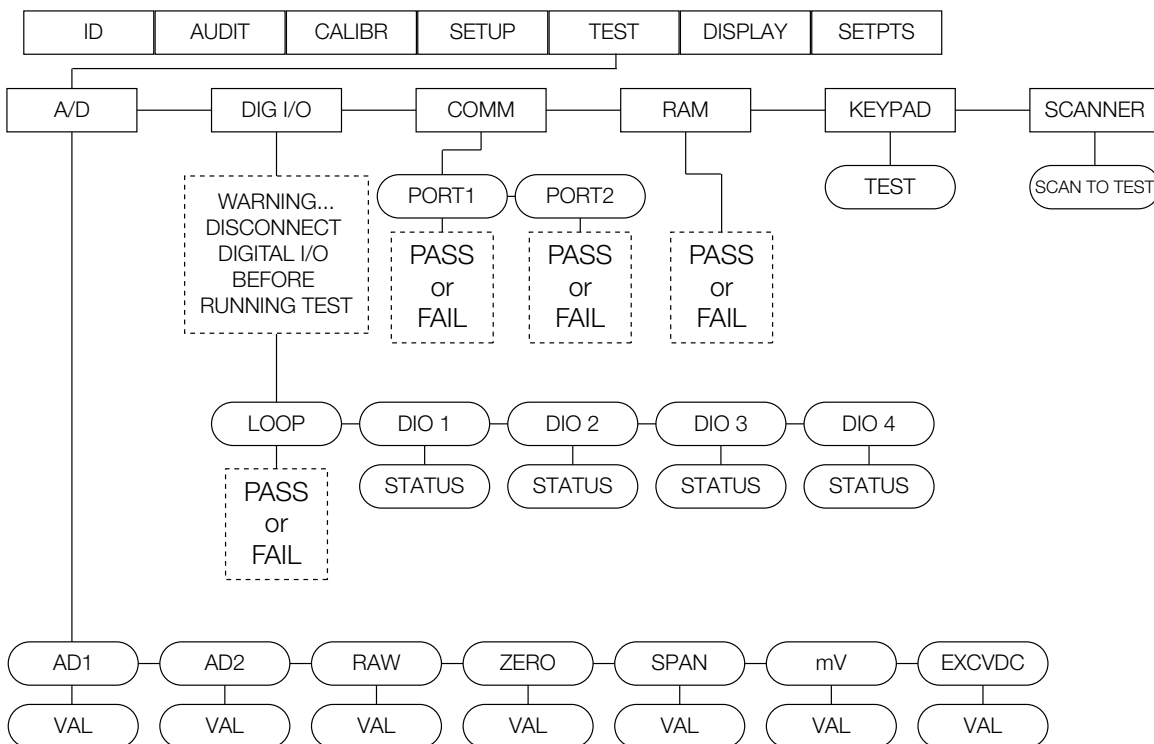 ID AUDIT CALIBR SETUP TEST DISPLAY SETPTS
A/D DIG I/O COMM RAM KEYPAD SCANNER
WARNING...
DISCONNECT
DIGITAL I/O
BEFORE
RUNNING TEST
PORT1 PORT2
TEST
SCAN TO TEST
PASS
or
FAIL
PASS
or
FAIL
PASS
or
FAIL
LOOP DIO 1 DIO 2 DIO 3 DIO 4
PASS
or
FAIL
STATUS STATUS STATUS STATUS
AD1 AD2 RAW ZERO SPAN mV EXCVDC
VAL VAL VAL VAL VAL VAL VAL